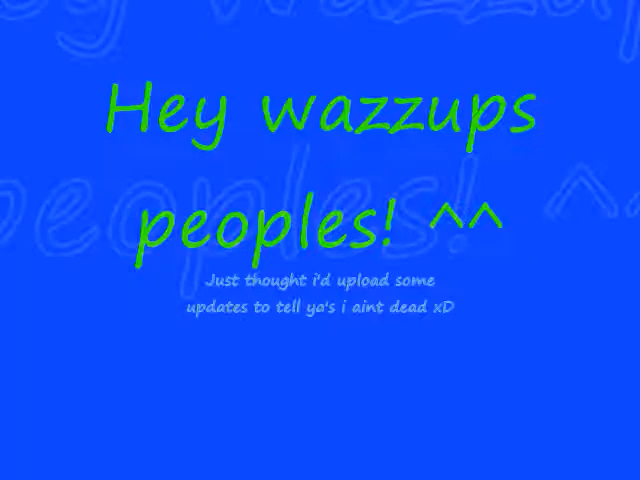 Hey wazzups
peoples! ^^
Just thought i'd upload some
updates to tell ya's i aint dead xD